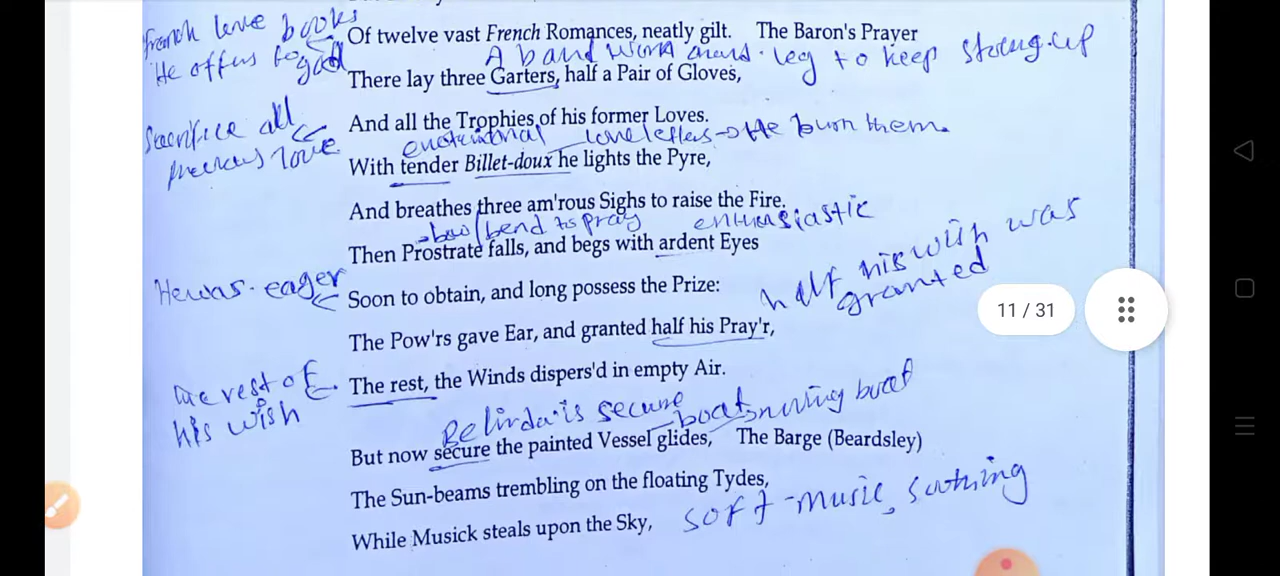 French love books
Of twelve vast French Romances, neatly gilt. The Baron's Prayer
He offers to god
A band work around leg to keep strong up
There lay three Garters, half a Pair of Gloves,
Sacrifice all
And all the Trophies of his former Loves.
precious love
emotional love letters → He burn them
With tender Billet-doux he lights the Pyre,
And breathes three am'rous Sighs to raise the Fire.
bow/bend to pray enthusiastic
Then Prostrate falls, and begs with ardent Eyes
He was eager
Soon to obtain, and long possess the Prize:
half his wish was granted
11 / 31
The Pow'rs gave Ear, and granted half his Pray'r,
the rest of his wish
The rest, the Winds dispers'd in empty Air.
Belinda is secure boat moving boat
But now secure the painted Vessel glides, The Barge (Beardsley)
The Sun-beams trembling on the floating Tydes,
While Musick steals upon the Sky,
soft music, soothing